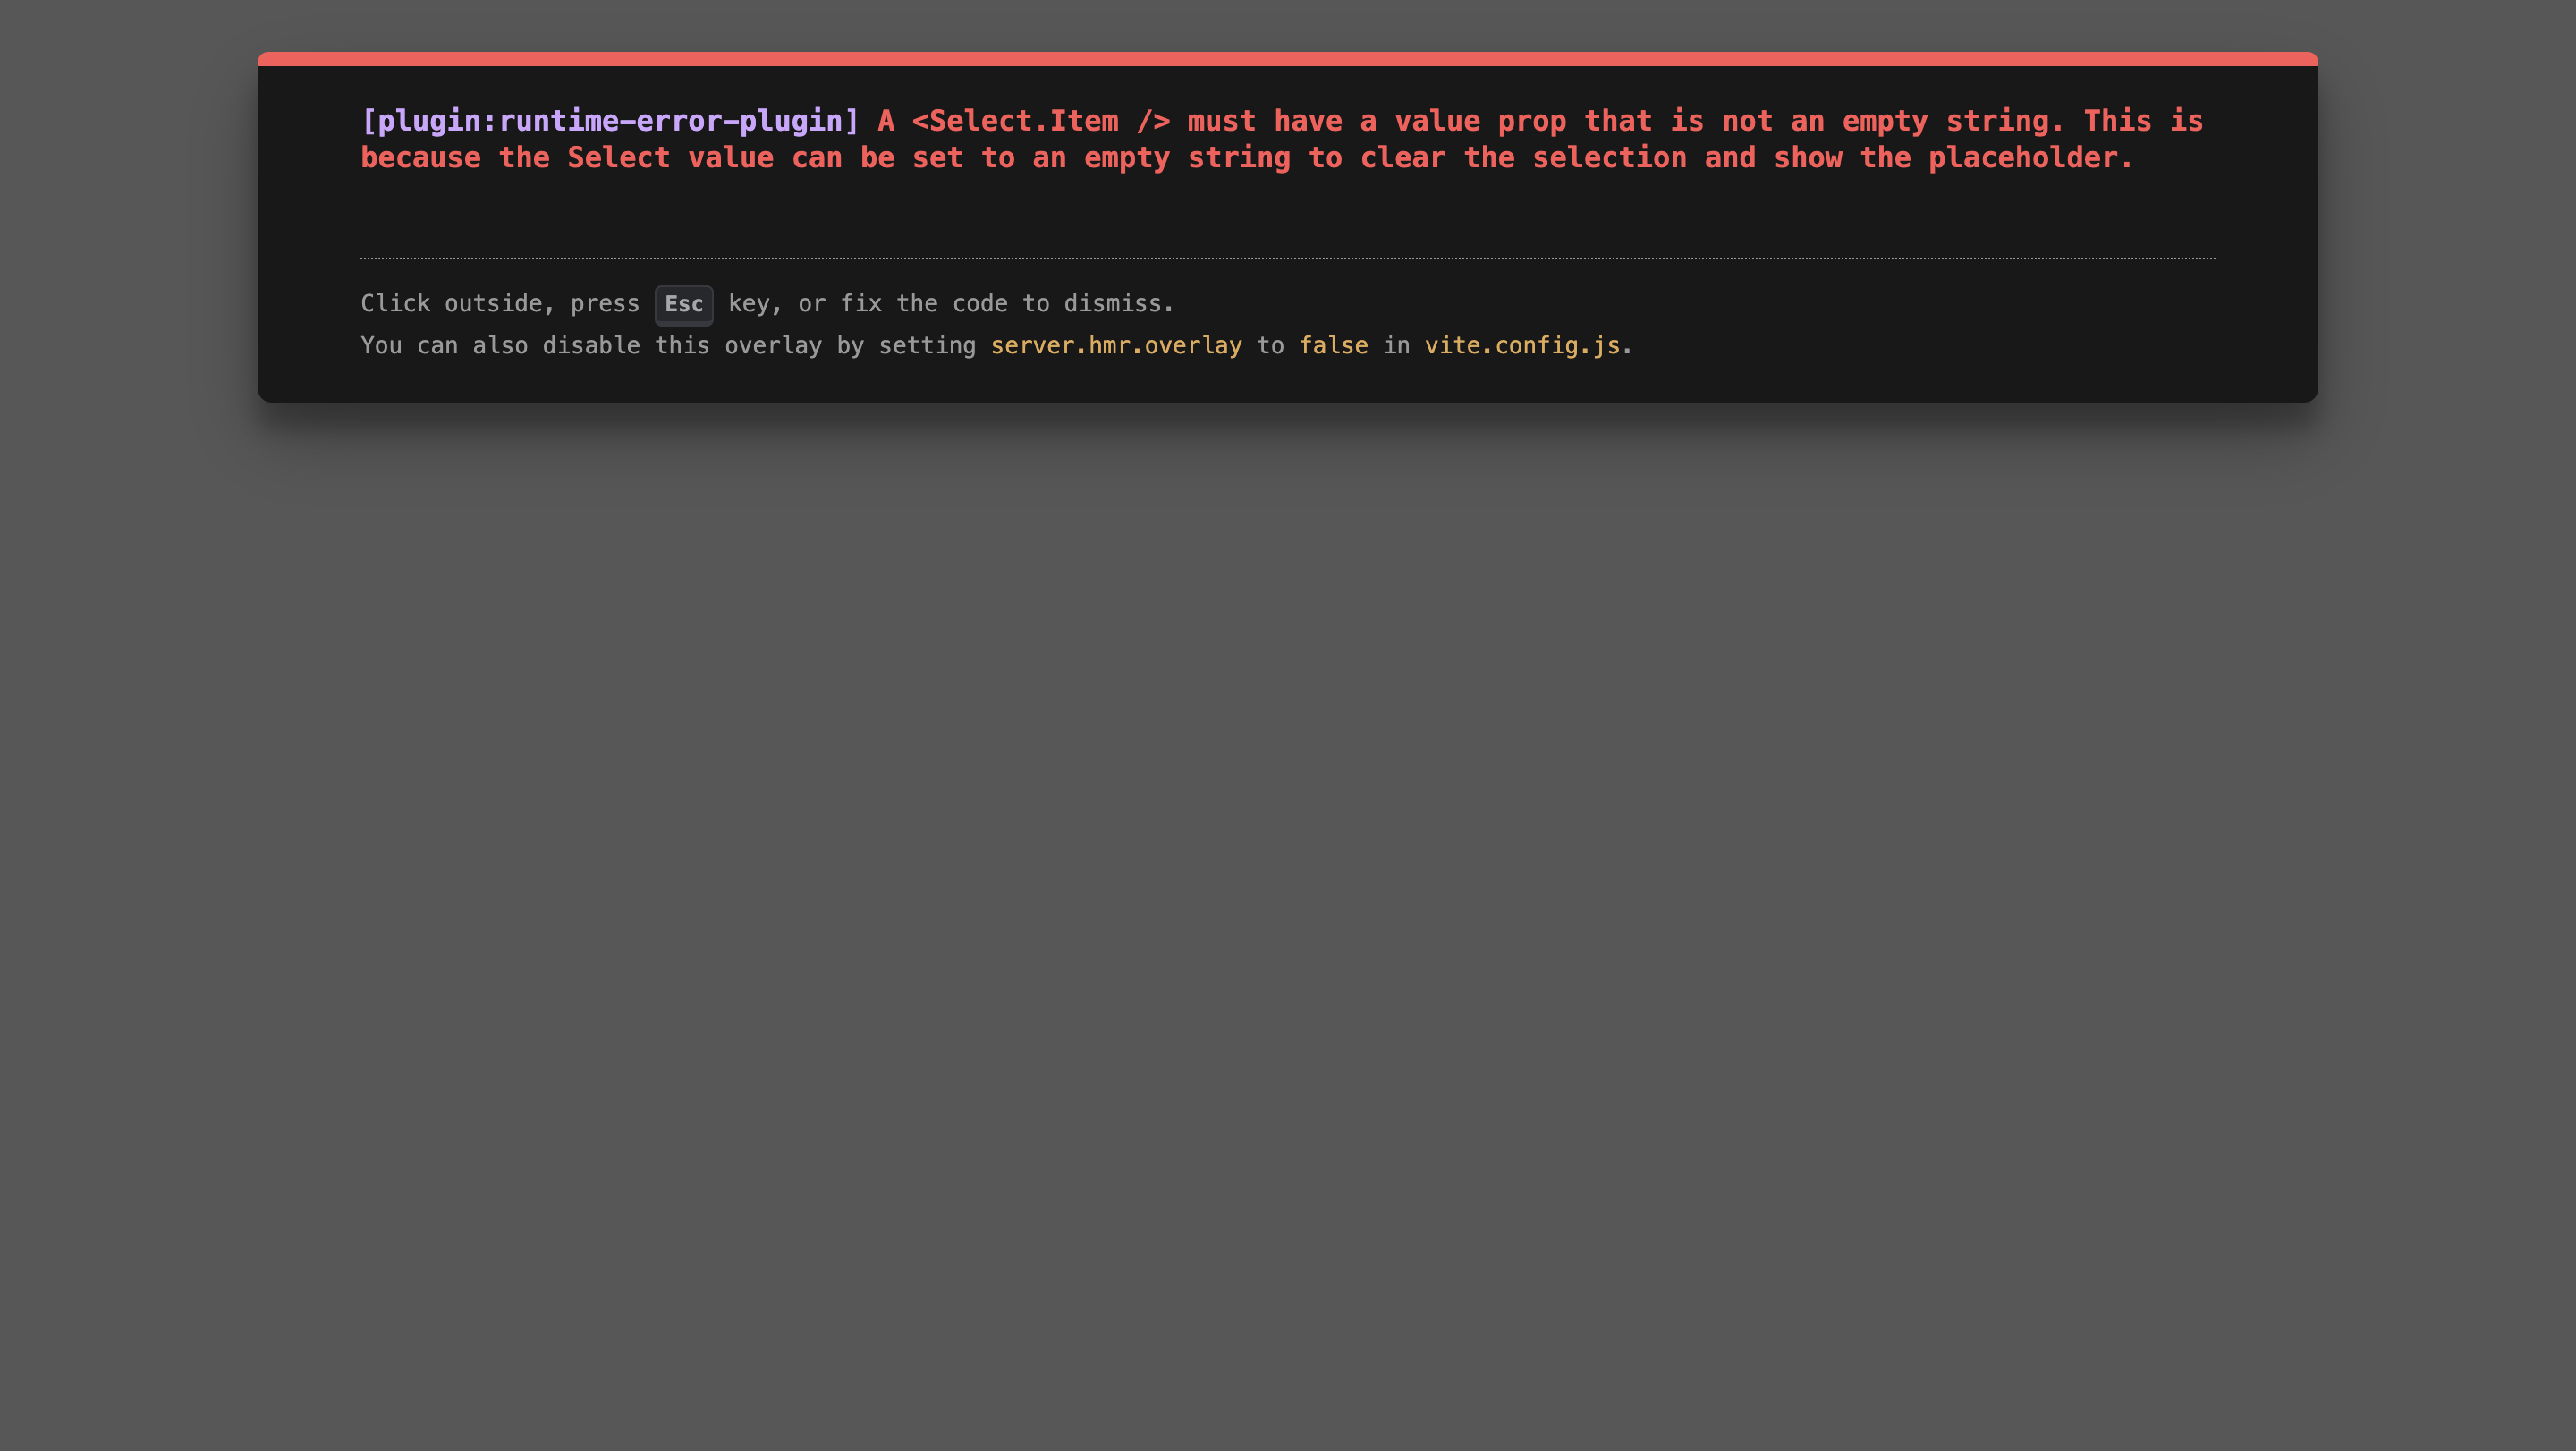 [plugin:runtime-error-plugin] A <Select.Item /> must have a value prop that is not an empty string. This is
because the Select value can be set to an empty string to clear the selection and show the placeholder.
Click outside, press Esc key, or fix the code to dismiss.
You can also disable this overlay by setting server.hmr.overlay to false in vite.config.js.